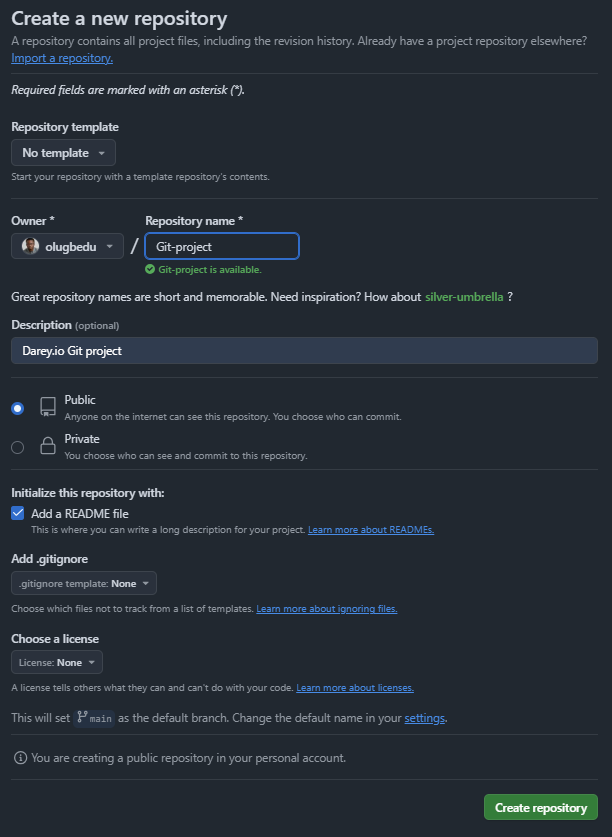 Create a new repository
A repository contains all project files, including the revision history. Already have a project repository elsewhere?
Import a repository.
Required fields are marked with an asterisk (*).
Repository template
No template
Start your repository with a template repository's contents.
Owner *
Repository name *
olugbedu
/
Git-project
Git-project is available.
Great repository names are short and memorable. Need inspiration? How about silver-umbrella ?
Description (optional)
Darey.io Git project
Public
Anyone on the internet can see this repository. You choose who can commit.
Private
You choose who can see and commit to this repository.
Initialize this repository with:
Add a README file
This is where you can write a long description for your project. Learn more about READMEs.
Add .gitignore
.gitignore template: None
Choose which files not to track from a list of templates. Learn more about ignoring files.
Choose a license
License: None
A license tells others what they can and can't do with your code. Learn more about licenses.
This will set main as the default branch. Change the default name in your settings.
You are creating a public repository in your personal account.
Create repository